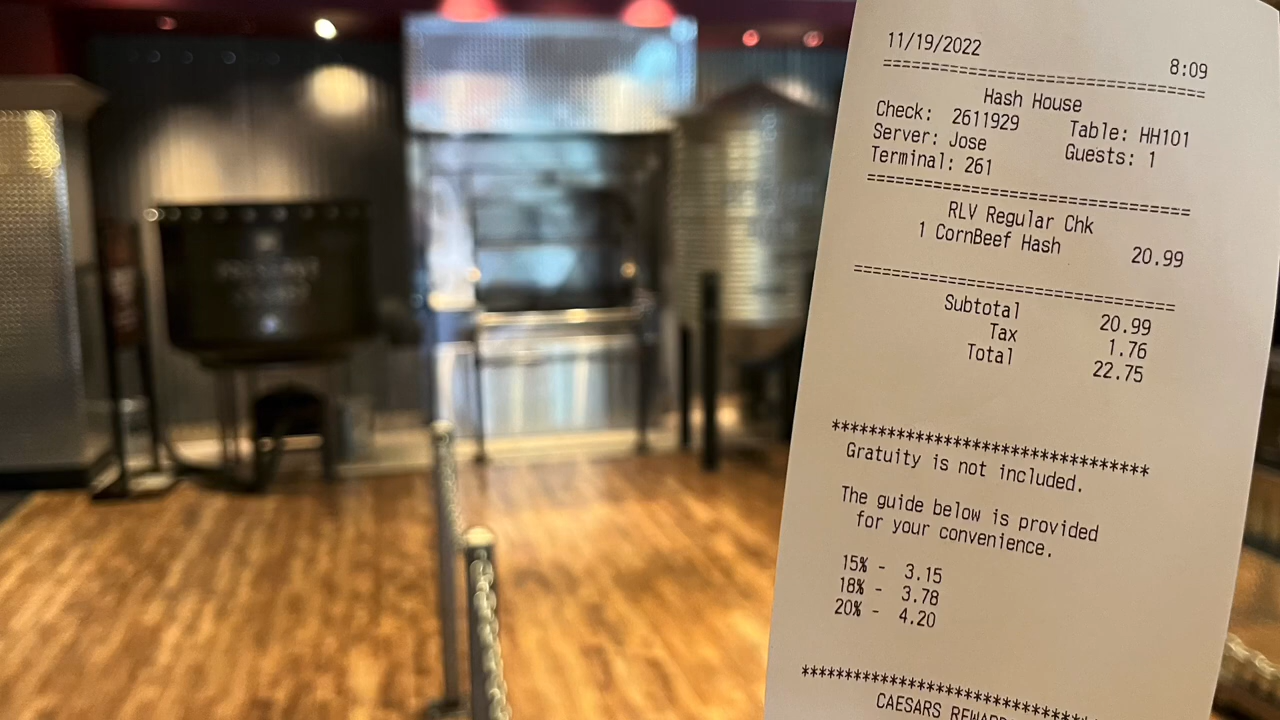 11/19/2022 8:09
===================================
Hash House
Check: 2611929 Table: HH101
Server: Jose Guests: 1
Terminal: 261
===================================
RLV Regular Chk
1 CornBeef Hash 20.99
===================================
Subtotal 20.99
Tax 1.76
Total 22.75
***********************************
Gratuity is not included.
The guide below is provided
for your convenience.
15% - 3.15
18% - 3.78
20% - 4.20
***********************************
CAESARS